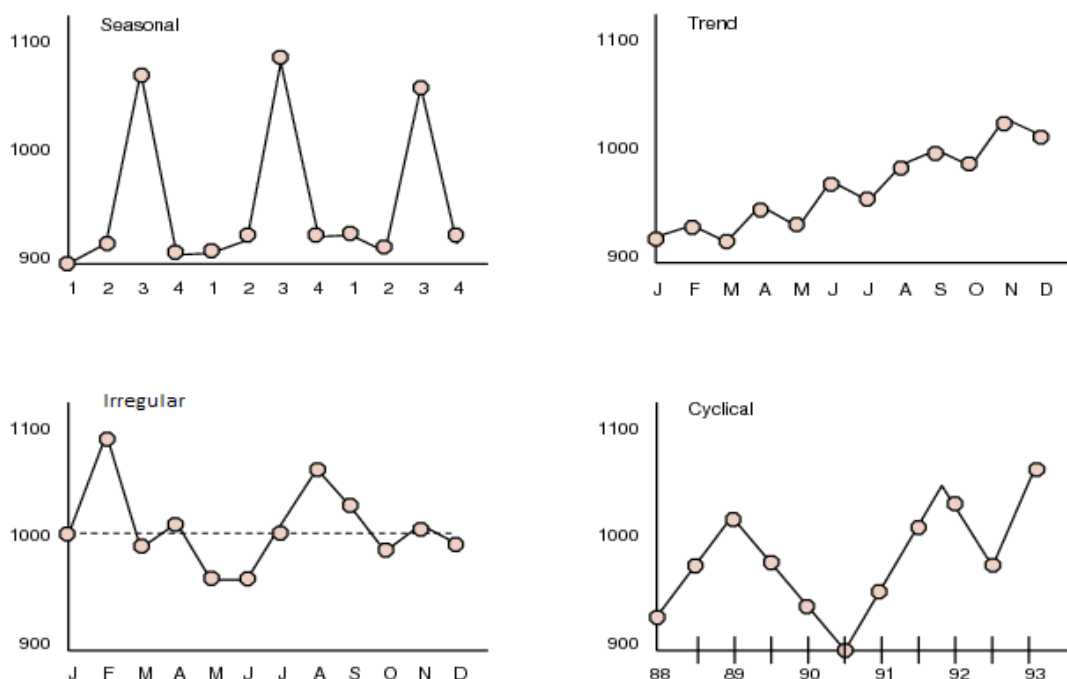 Seasonal
1100
1000
900
1 2 3 4 1 2 3 4 1 2 3 4
Trend
1100
1000
900
J F M A M J J A S O N D
Irregular
1100
1000
900
J F M A M J J A S O N D
Cyclical
1100
1000
900
88 89 90 91 92 93